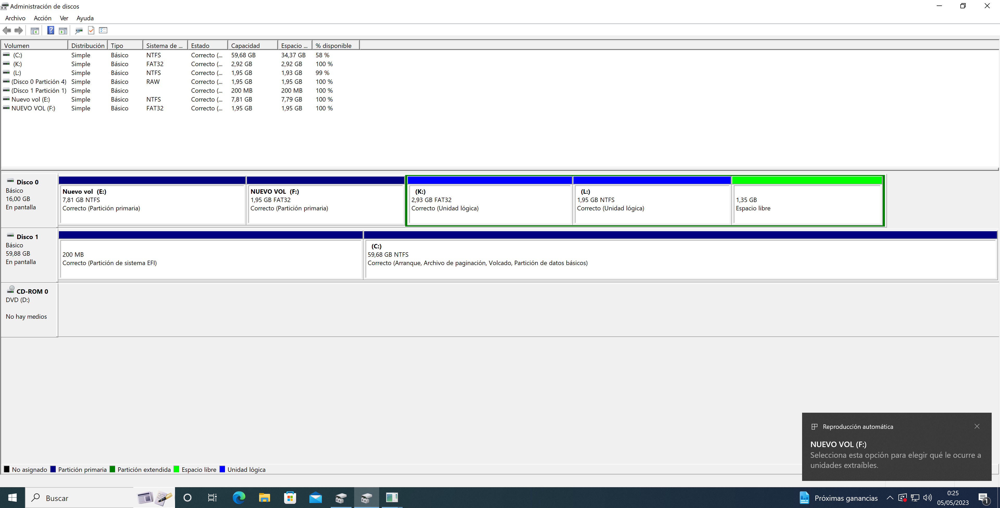 Administración de discos
Archivo Acción Ver Ayuda
Volumen Distribución Tipo Sistema de ... Estado Capacidad Espacio ... % disponible
(C:) Simple Básico NTFS Correcto (... 59,68 GB 34,37 GB 58 %
(K:) Simple Básico FAT32 Correcto (... 2,92 GB 2,92 GB 100 %
(L:) Simple Básico NTFS Correcto (... 1,95 GB 1,93 GB 99 %
(Disco 0 Partición 4) Simple Básico RAW Correcto (... 1,95 GB 1,95 GB 100 %
(Disco 1 Partición 1) Simple Básico Correcto (... 200 MB 200 MB 100 %
Nuevo vol (E:) Simple Básico NTFS Correcto (... 7,81 GB 7,79 GB 100 %
NUEVO VOL (F:) Simple Básico FAT32 Correcto (... 1,95 GB 1,95 GB 100 %
Disco 0
Básico
16,00 GB
En pantalla
Nuevo vol (E:)
7,81 GB NTFS
Correcto (Partición primaria)
NUEVO VOL (F:)
1,95 GB FAT32
Correcto (Partición primaria)
(K:)
2,93 GB FAT32
Correcto (Unidad lógica)
(L:)
1,95 GB NTFS
Correcto (Unidad lógica)
1,35 GB
Espacio libre
Disco 1
Básico
59,88 GB
En pantalla
200 MB
Correcto (Partición de sistema EFI)
(C:)
59,68 GB NTFS
Correcto (Arranque, Archivo de paginación, Volcado, Partición de datos básicos)
CD-ROM 0
DVD (D:)
No hay medios
Reproducción automática
NUEVO VOL (F:)
Selecciona esta opción para elegir qué le ocurre a
unidades extraíbles.
No asignado Partición primaria Partición extendida Espacio libre Unidad lógica
Buscar
Próximas ganancias
0:25
05/05/2023
1